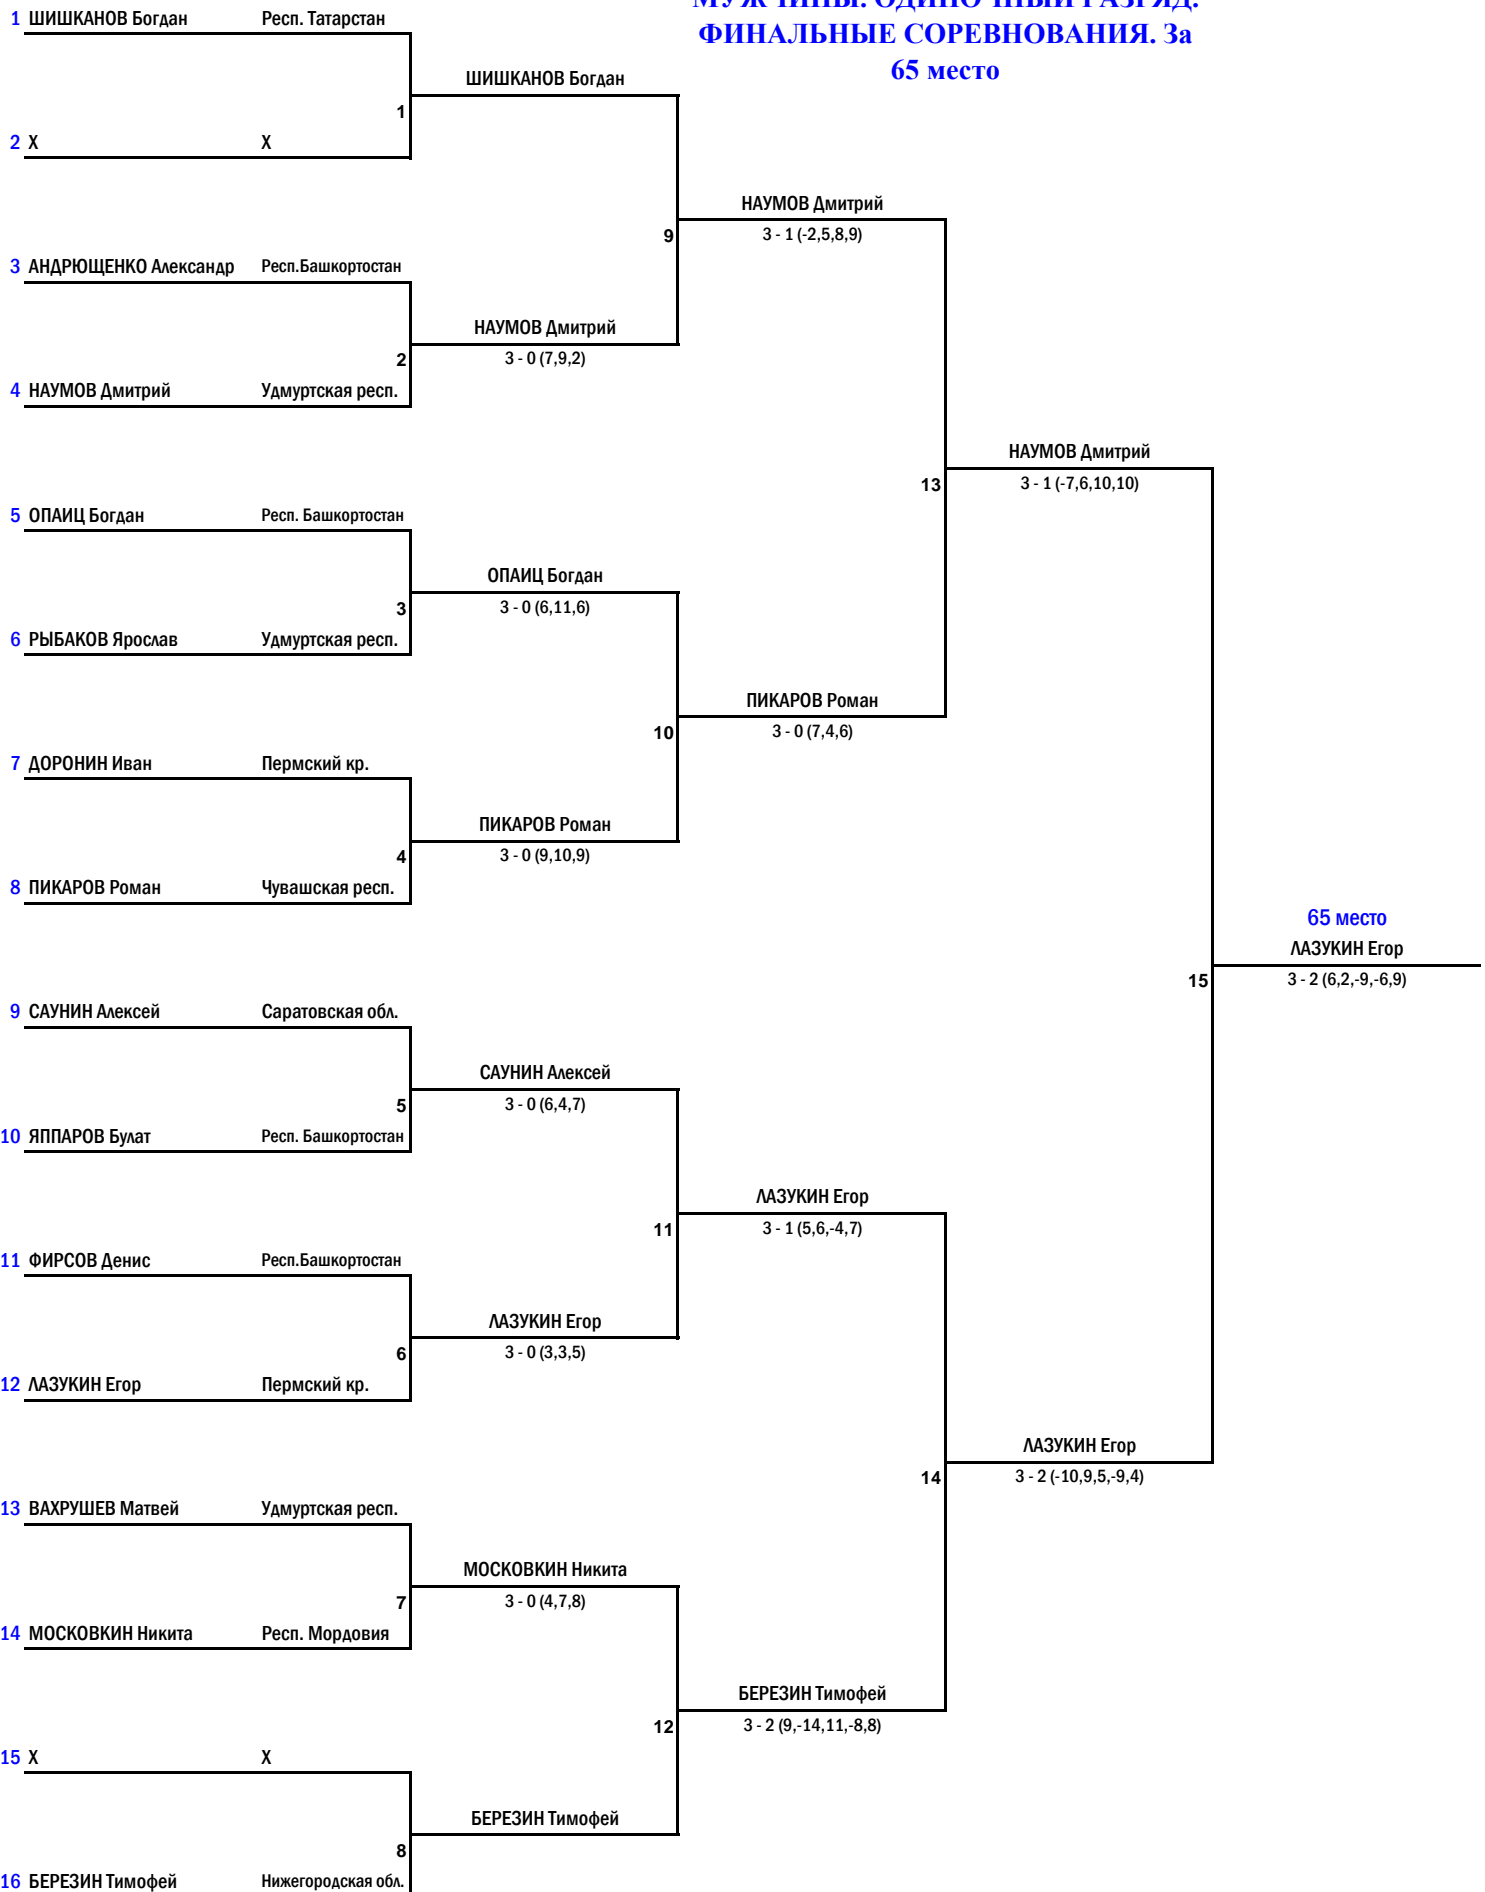 МУЖЧИНЫ. ОДИНОЧНЫЙ РАЗРЯД.
ФИНАЛЬНЫЕ СОРЕВНОВАНИЯ. За
65 место
1 ШИШКАНОВ Богдан Респ. Татарстан
ШИШКАНОВ Богдан
1
2 X X
НАУМОВ Дмитрий
9 3 - 1 (-2,5,8,9)
3 АНДРЮЩЕНКО Александр Респ.Башкортостан
НАУМОВ Дмитрий
2 3 - 0 (7,9,2)
4 НАУМОВ Дмитрий Удмуртская респ.
НАУМОВ Дмитрий
13 3 - 1 (-7,6,10,10)
5 ОПАИЦ Богдан Респ. Башкортостан
ОПАИЦ Богдан
3 3 - 0 (6,11,6)
6 РЫБАКОВ Ярослав Удмуртская респ.
ПИКАРОВ Роман
10 3 - 0 (7,4,6)
7 ДОРОНИН Иван Пермский кр.
ПИКАРОВ Роман
4 3 - 0 (9,10,9)
8 ПИКАРОВ Роман Чувашская респ.
65 место
ЛАЗУКИН Егор
15 3 - 2 (6,2,-9,-6,9)
9 САУНИН Алексей Саратовская обл.
САУНИН Алексей
5 3 - 0 (6,4,7)
10 ЯППАРОВ Булат Респ. Башкортостан
ЛАЗУКИН Егор
11 3 - 1 (5,6,-4,7)
11 ФИРСОВ Денис Респ.Башкортостан
ЛАЗУКИН Егор
6 3 - 0 (3,3,5)
12 ЛАЗУКИН Егор Пермский кр.
ЛАЗУКИН Егор
14 3 - 2 (-10,9,5,-9,4)
13 ВАХРУШЕВ Матвей Удмуртская респ.
МОСКОВКИН Никита
7 3 - 0 (4,7,8)
14 МОСКОВКИН Никита Респ. Мордовия
БЕРЕЗИН Тимофей
12 3 - 2 (9,-14,11,-8,8)
15 X X
БЕРЕЗИН Тимофей
8
16 БЕРЕЗИН Тимофей Нижегородская обл.